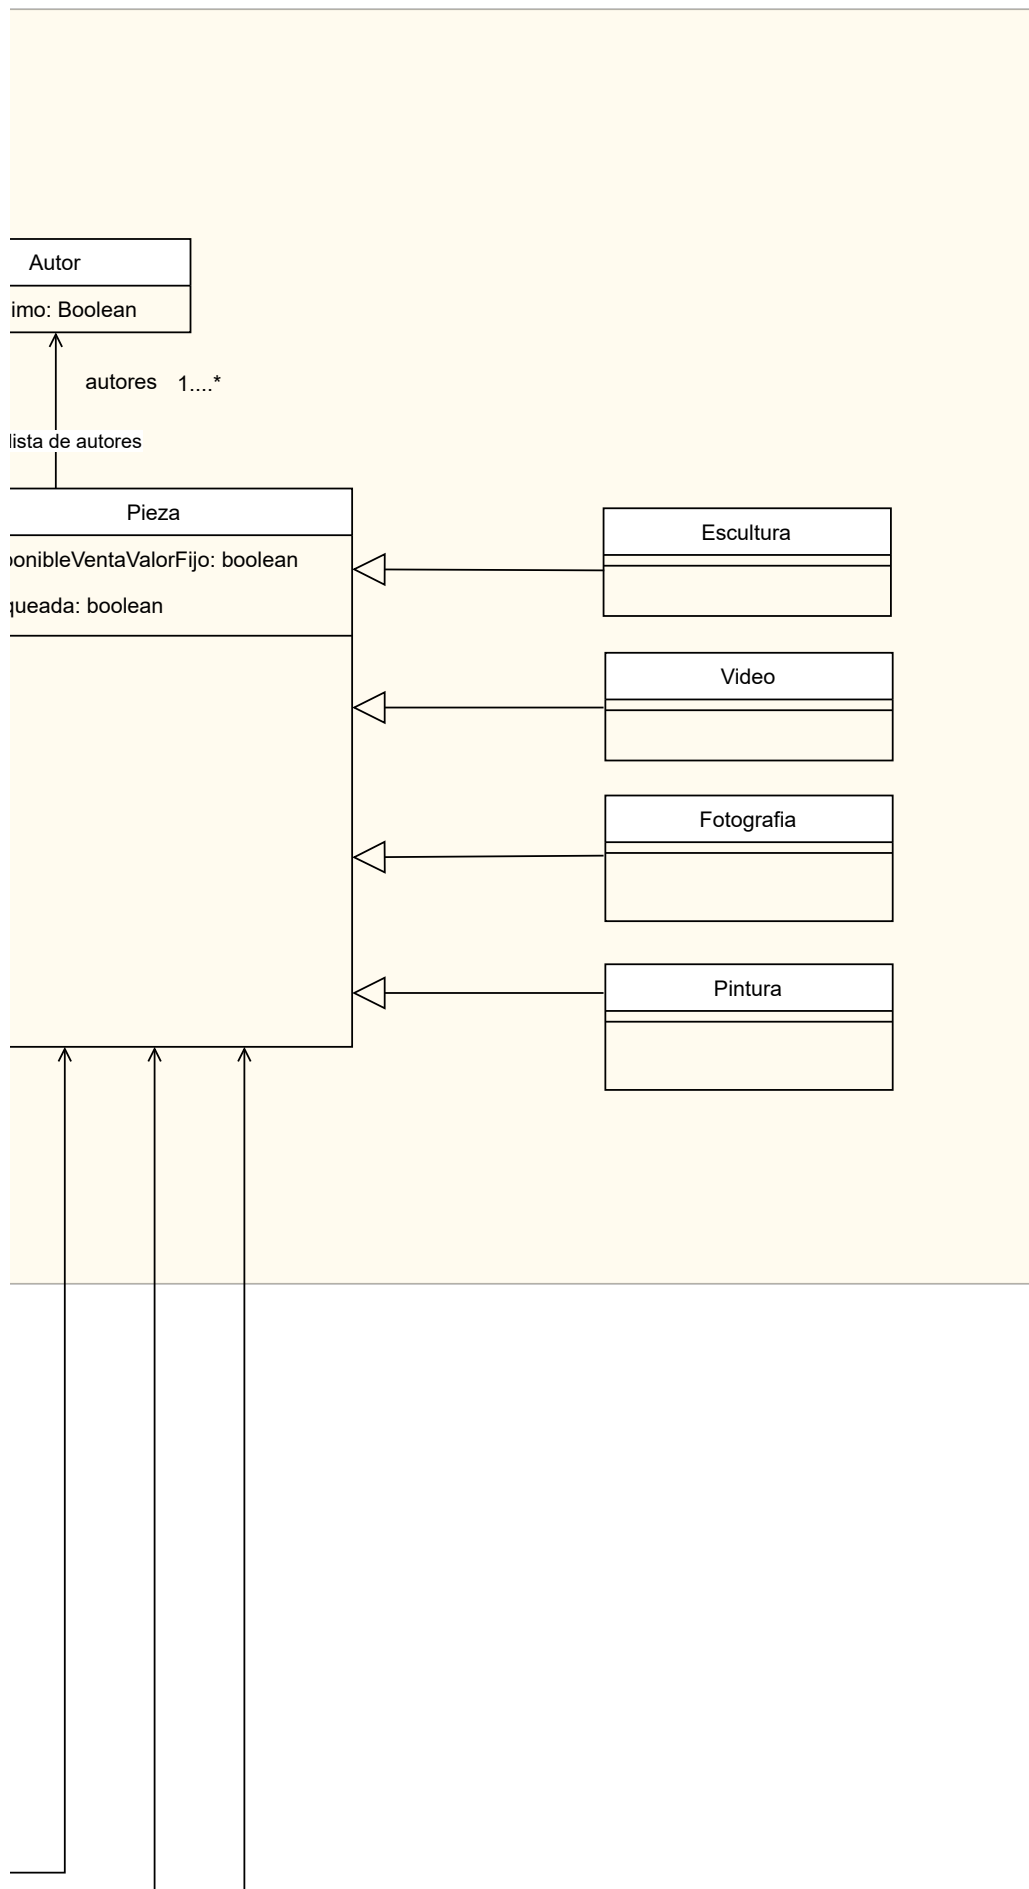 Autor
imo: Boolean
autores 1....*
lista de autores
Pieza
ponibleVentaValorFijo: boolean
queada: boolean
Escultura
Video
Fotografia
Pintura